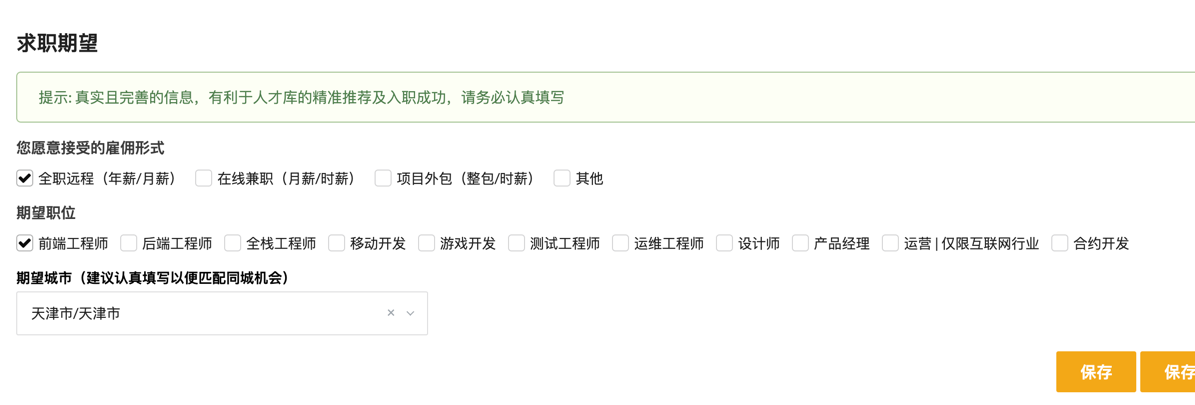 求职期望
提示: 真实且完善的信息，有利于人才库的精准推荐及入职成功，请务必认真填写
您愿意接受的雇佣形式
全职远程（年薪/月薪） 在线兼职（月薪/时薪） 项目外包（整包/时薪） 其他
期望职位
前端工程师 后端工程师 全栈工程师 移动开发 游戏开发 测试工程师 运维工程师 设计师 产品经理 运营 | 仅限互联网行业 合约开发
期望城市（建议认真填写以便匹配同城机会）
天津市/天津市
保存 保存